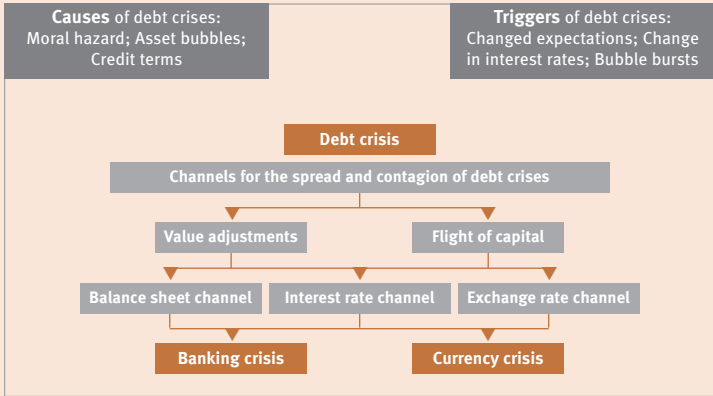 Causes of debt crises:
Moral hazard; Asset bubbles;
Credit terms
Triggers of debt crises:
Changed expectations; Change
in interest rates; Bubble bursts
Debt crisis
Channels for the spread and contagion of debt crises
Value adjustments
Flight of capital
Balance sheet channel
Interest rate channel
Exchange rate channel
Banking crisis
Currency crisis